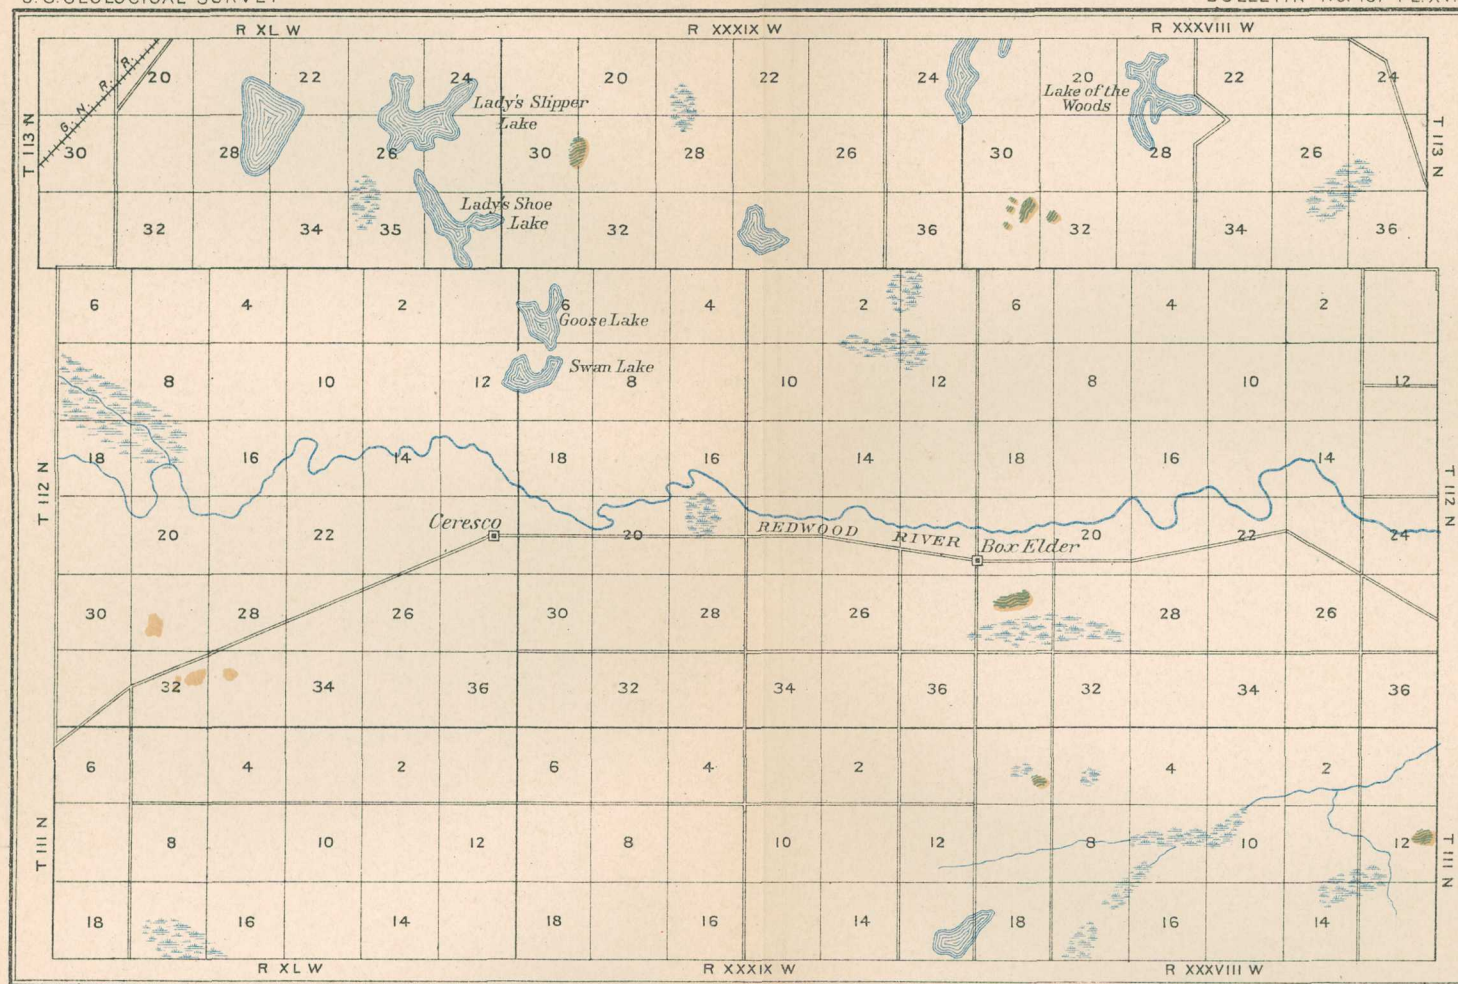 U.S. GEOLOGICAL SURVEY
BULLETIN NO.
R XL W R XXXIX W R XXXVIII W
G. N. R. R.
20 22 24 20 22 24 20 22 24
Lady's Slipper
Lake
Lake of the
Woods
T 113 N
30 28 26 30 28 26 30 28 26
T 113 N
Lady's Shoe
Lake
32 34 35 32 36 32 34 36
6 4 2 6 4 2 6 4 2
Goose Lake
Swan Lake
8 10 12 8 10 12 8 10 12
18 16 14 18 16 14 18 16 14
T 112 N
T 112 N
Ceresco
REDWOOD RIVER
Box Elder
20 22 20 20 22 24
30 28 26 30 28 26 28 26
32 34 36 32 34 36 32 34 36
6 4 2 6 4 2 4 2
T 111 N
8 10 12 8 10 12 8 10 12
T 111 N
18 16 14 18 16 14 18 16 14
R XL W R XXXIX W R XXXVIII W